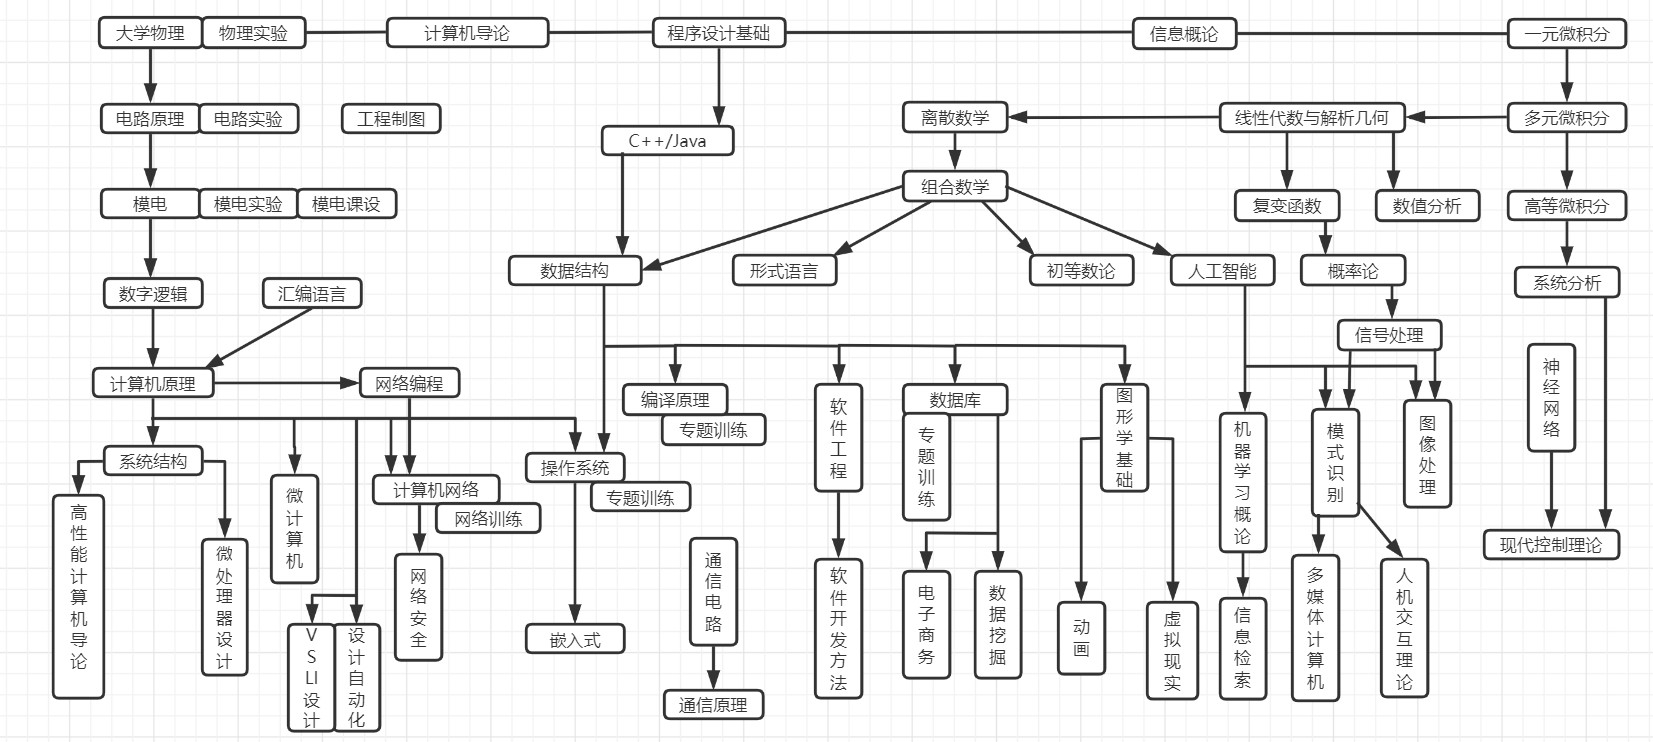 大学物理
物理实验
计算机导论
程序设计基础
信息概论
一元微积分
电路原理
电路实验
工程制图
C++/Java
离散数学
线性代数与解析几何
多元微积分
模电
模电实验
模电课设
组合数学
复变函数
数值分析
高等微积分
数据结构
形式语言
初等数论
人工智能
概率论
系统分析
数字逻辑
汇编语言
信号处理
计算机原理
网络编程
编译原理
专题训练
软件工程
数据库
专题训练
图形学基础
机器学习概论
模式识别
图像处理
神经网络
系统结构
微计算机
计算机网络
网络训练
操作系统
专题训练
高性能计算机导论
微处理器设计
VSLI设计
设计自动化
网络安全
嵌入式
通信电路
通信原理
软件开发方法
电子商务
数据挖掘
动画
虚拟现实
信息检索
多媒体计算机
人机交互理论
现代控制理论